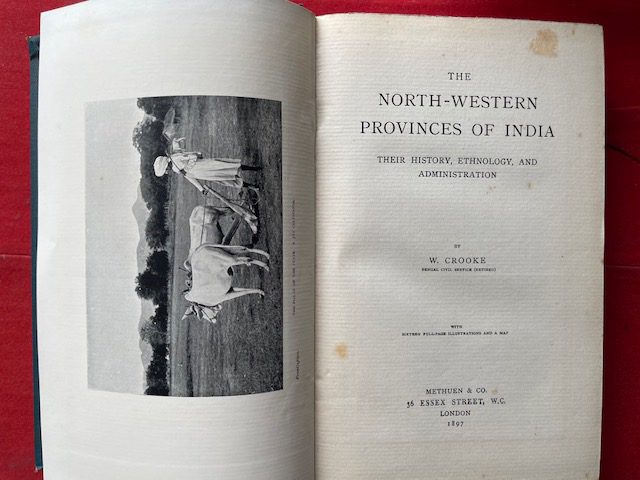 THE
NORTH-WESTERN
PROVINCES OF INDIA
THEIR HISTORY, ETHNOLOGY, AND
ADMINISTRATION
BY
W. CROOKE
BENGAL CIVIL SERVICE (RETIRED)
WITH
SIXTEEN FULL-PAGE ILLUSTRATIONS AND A MAP
METHUEN & CO.
36 ESSEX STREET, W.C.
LONDON
1897
Frontispiece